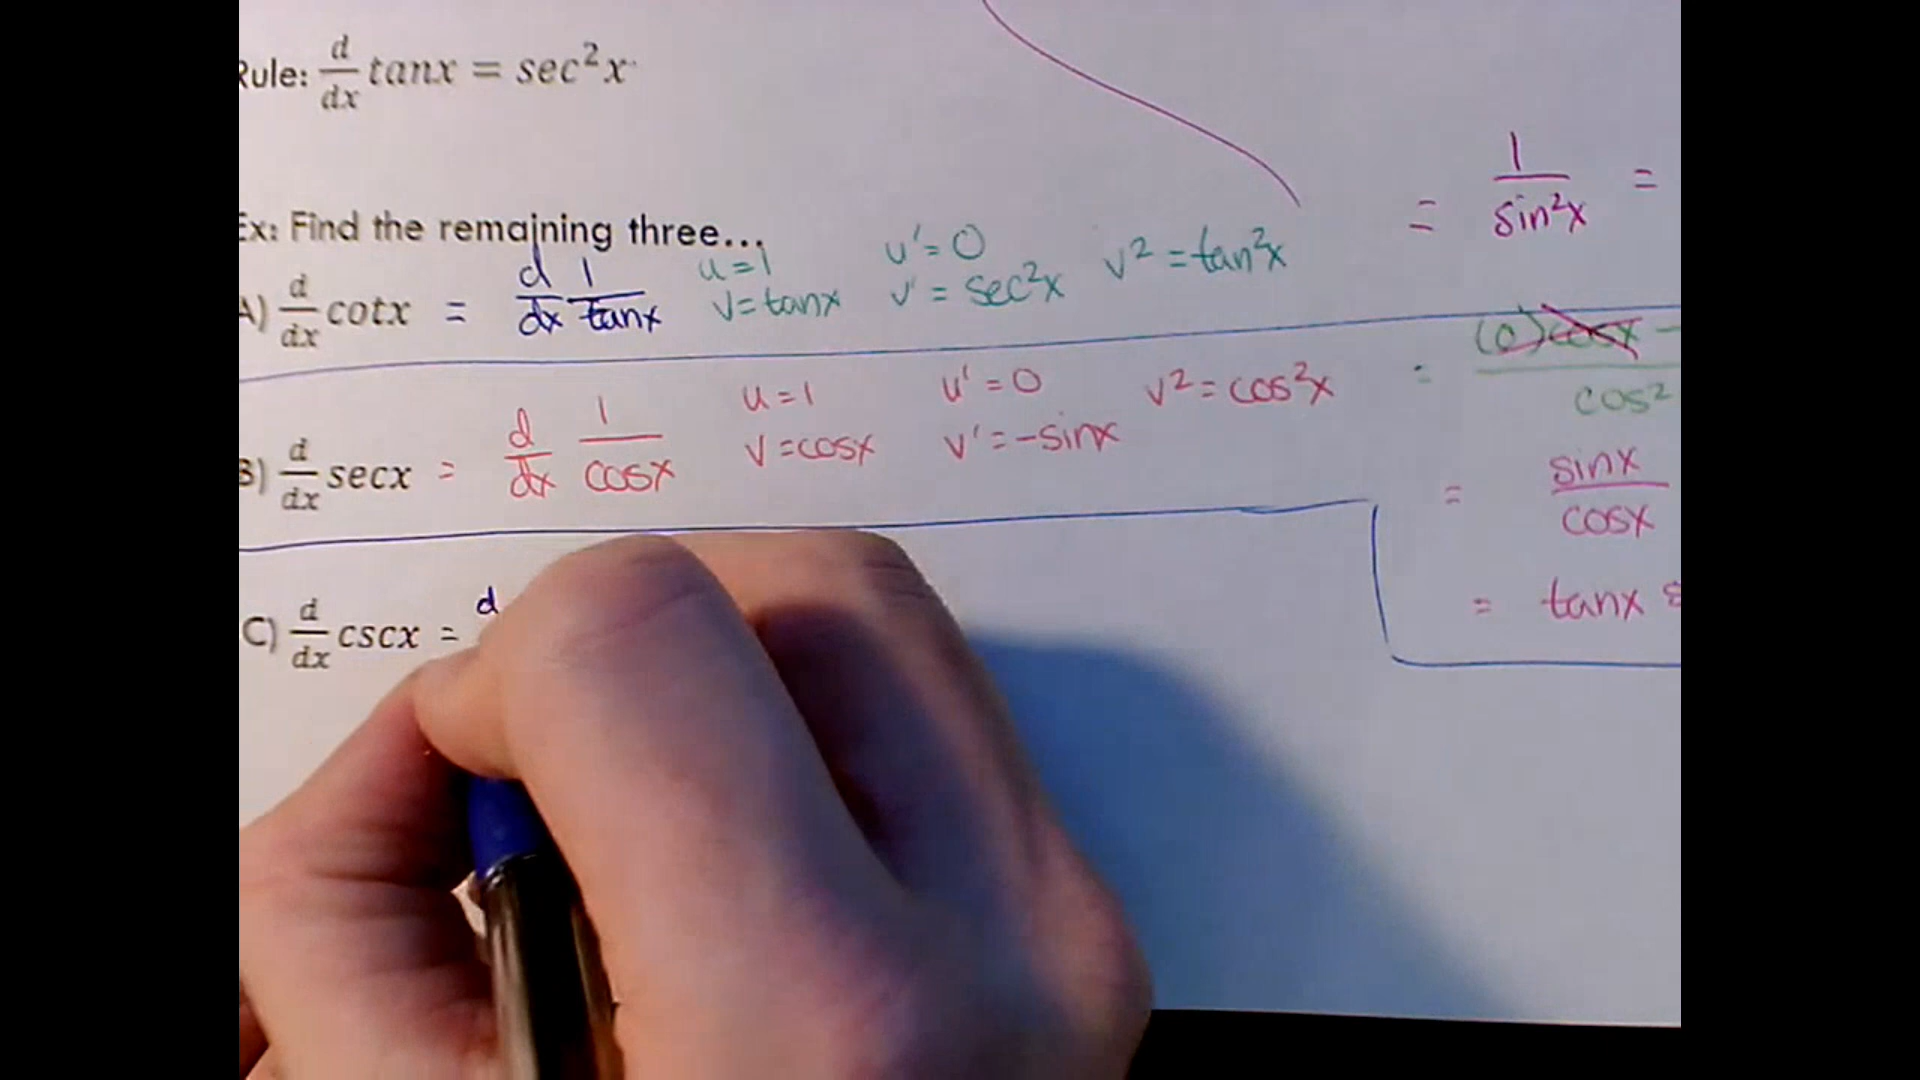 Rule: d/dx tanx = sec²x
= 1/sin²x =
Ex: Find the remaining three...
A) d/dx cotx = d/dx 1/tanx
u=1 u'=0
v=tanx v'=sec²x v²=tan²x
= (0)cosx - / cos²
B) d/dx secx = d/dx 1/cosx
u=1 u'=0 v²=cos²x
v=cosx v'=-sinx
= sinx/cosx
= tanx
C) d/dx cscx = d